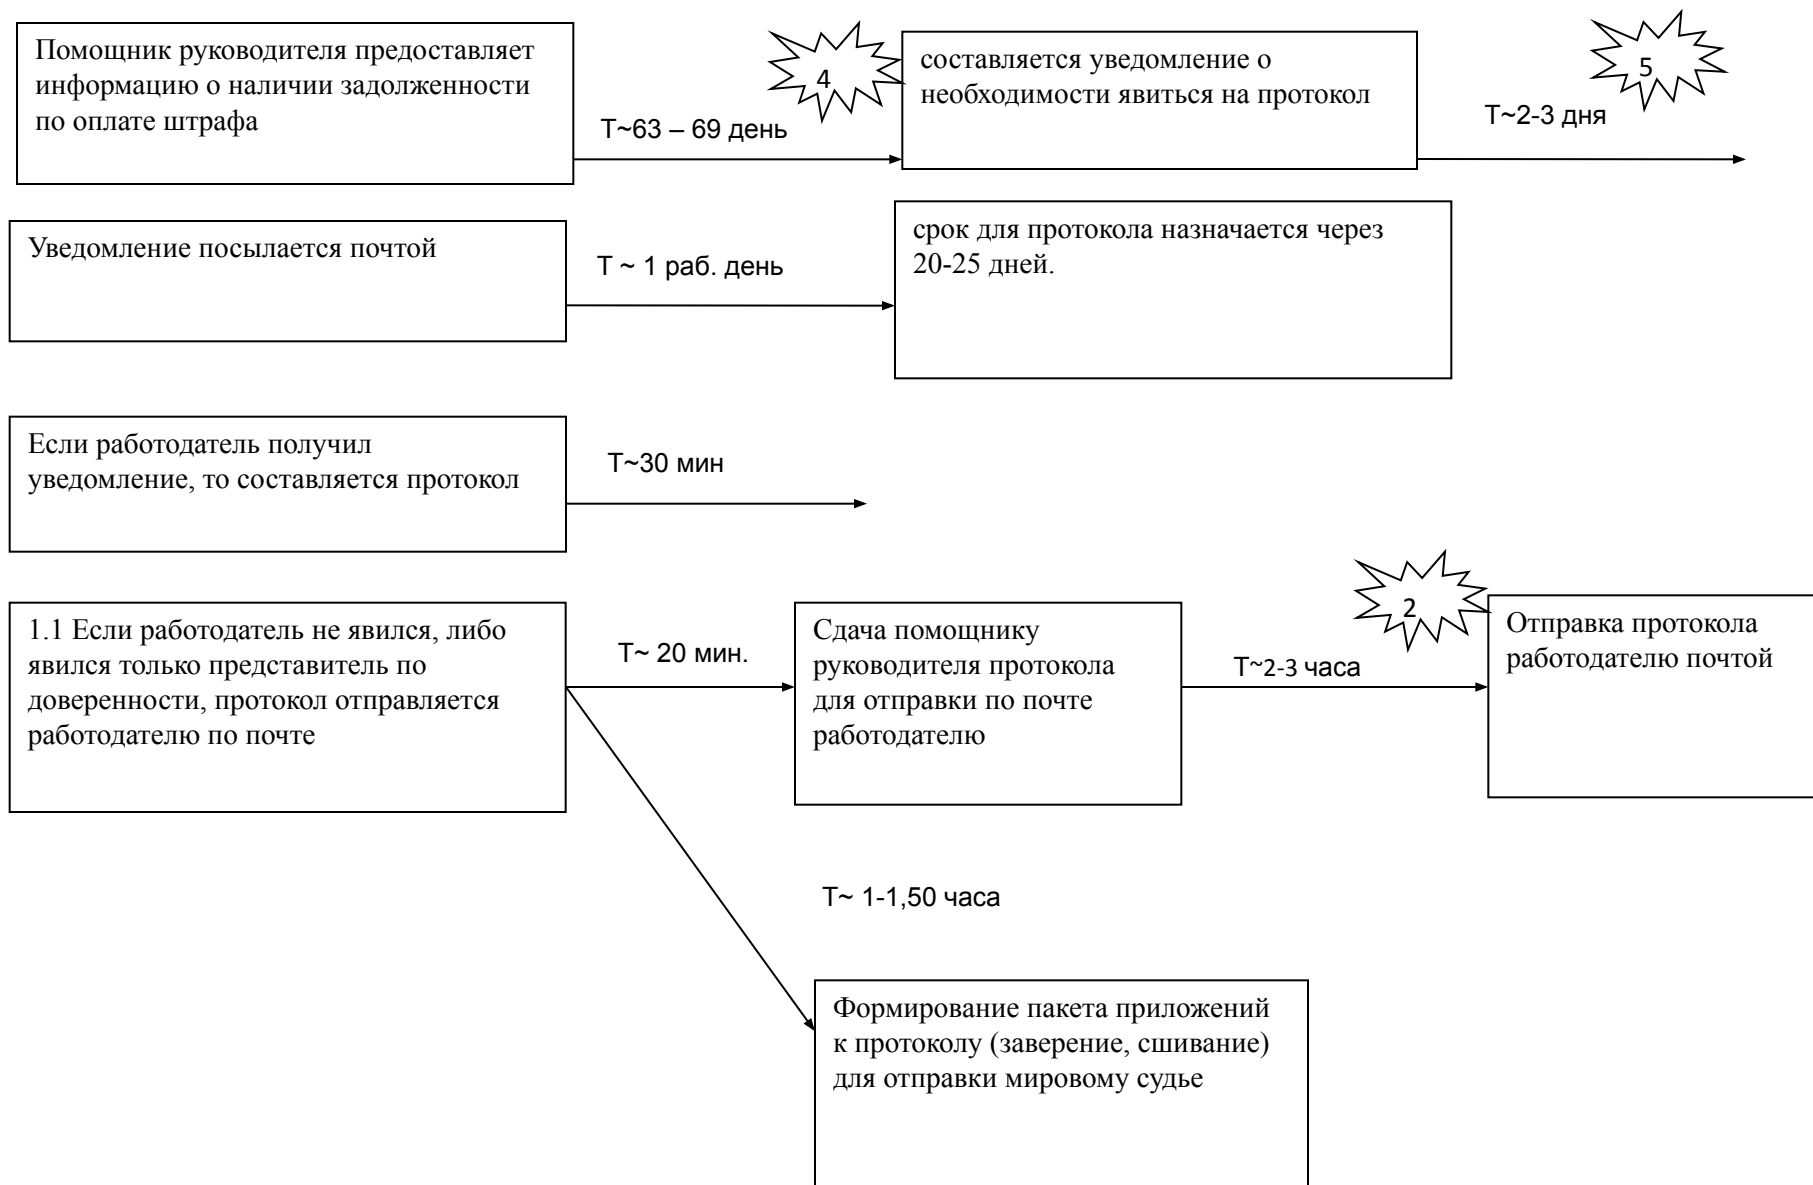 Помощник руководителя предоставляет
информацию о наличии задолженности
по оплате штрафа
Т~63 – 69 день
4
составляется уведомление о
необходимости явиться на протокол
Т~2-3 дня
5
Уведомление посылается почтой
Т ~ 1 раб. день
срок для протокола назначается через
20-25 дней.
Если работодатель получил
уведомление, то составляется протокол
Т~30 мин
1.1 Если работодатель не явился, либо
явился только представитель по
доверенности, протокол отправляется
работодателю по почте
Т~ 20 мин.
Сдача помощнику
руководителя протокола
для отправки по почте
работодателю
Т~2-3 часа
2
Отправка протокола
работодателю почтой
Т~ 1-1,50 часа
Формирование пакета приложений
к протоколу (заверение, сшивание)
для отправки мировому судье